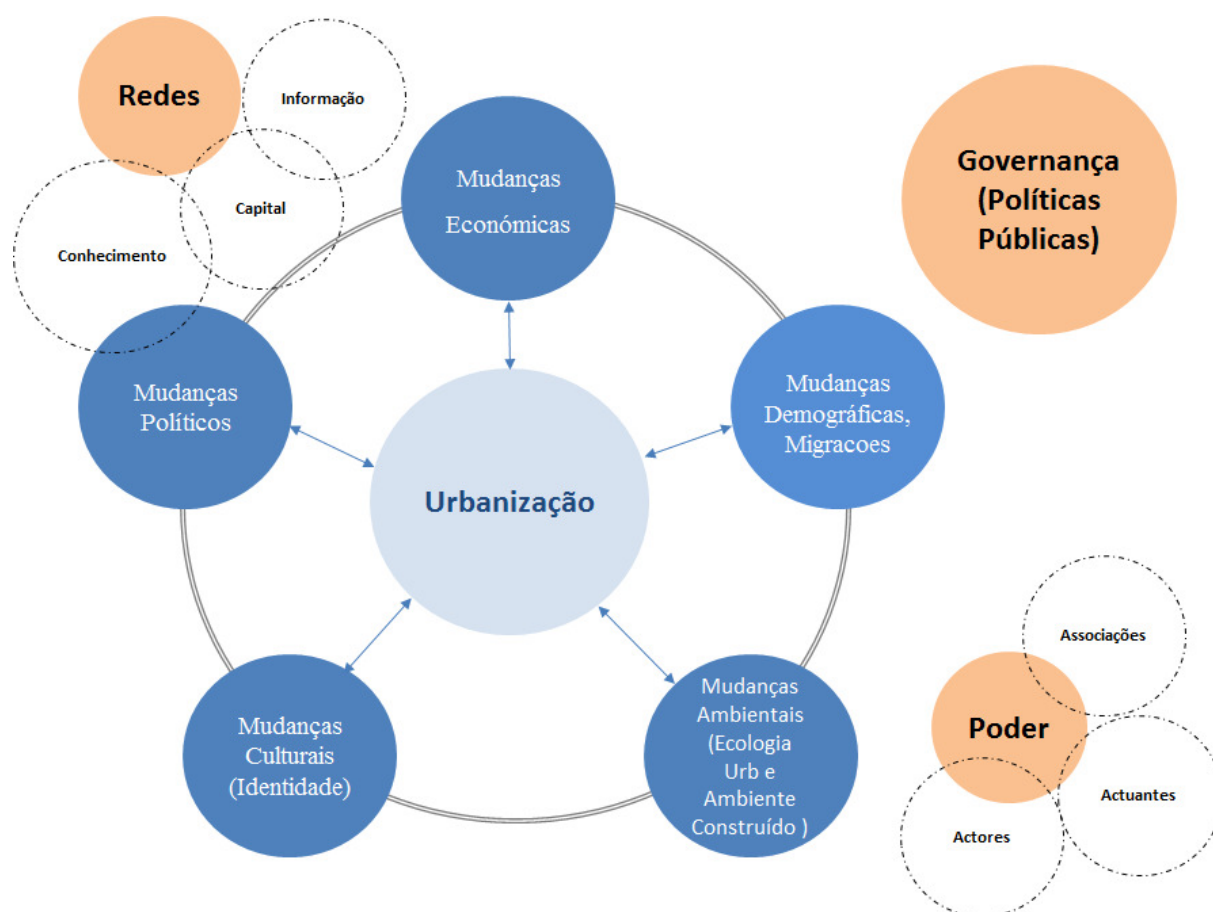 Redes
Informação
Capital
Conhecimento
Mudanças
Económicas
Governança
(Políticas
Públicas)
Mudanças
Políticos
Mudanças
Demográficas,
Migracoes
Urbanização
Mudanças
Culturais
(Identidade)
Mudanças
Ambientais
(Ecologia
Urb e
Ambiente
Construído )
Associações
Poder
Actuantes
Actores